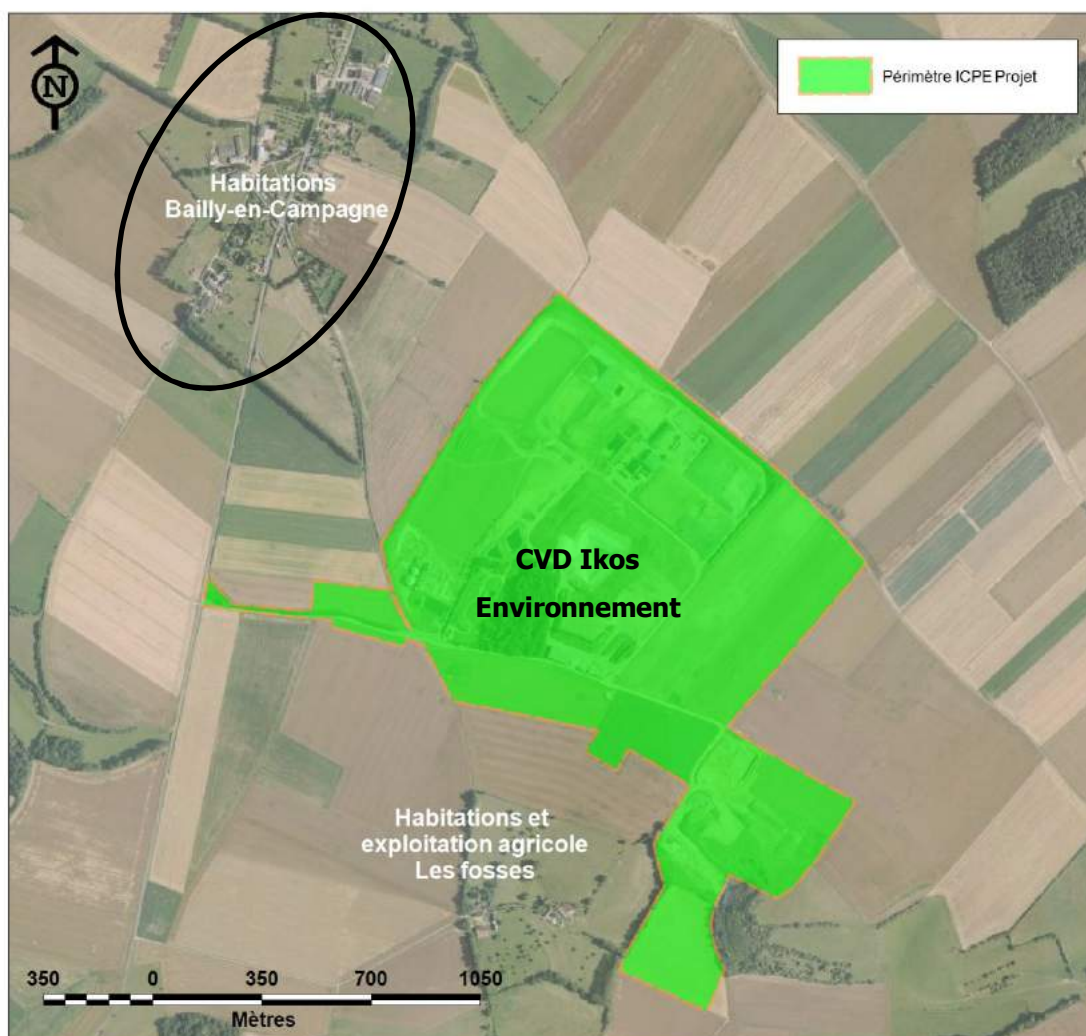 N
Périmètre ICPE Projet
Habitations
Bailly-en-Campagne
CVD Ikos
Environnement
Habitations et
exploitation agricole
Les fosses
350 0 350 700 1050
Mètres